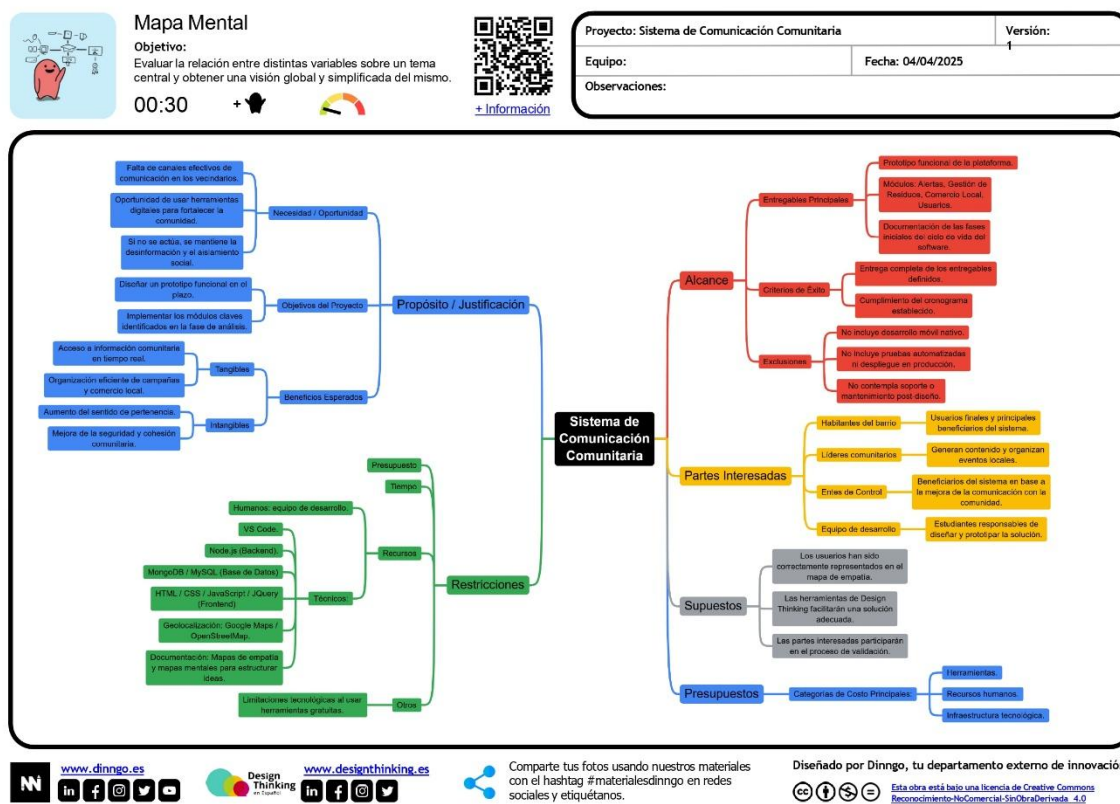 Mapa Mental
Objetivo:
Evaluar la relación entre distintas variables sobre un tema
central y obtener una visión global y simplificada del mismo.
00:30
+
+ Información
Proyecto: Sistema de Comunicación Comunitaria
Versión:
1
Equipo:
Fecha: 04/04/2025
Observaciones:
Falta de canales efectivos de
comunicación en los vecindarios.
Oportunidad de usar herramientas
digitales para fortalecer la
comunidad.
Si no se actúa, se mantiene la
desinformación y el aislamiento
social.
Necesidad / Oportunidad
Diseñar un prototipo funcional en el
plazo.
Implementar los módulos claves
identificados en la fase de análisis.
Objetivos del Proyecto
Propósito / Justificación
Acceso a información comunitaria
en tiempo real.
Organización eficiente de campañas
y comercio local.
Tangibles
Aumento del sentido de pertenencia.
Mejora de la seguridad y cohesión
comunitaria.
Intangibles
Beneficios Esperados
Presupuesto
Tiempo
Humanos: equipo de desarrollo.
VS Code.
Node.js (Backend).
MongoDB / MySQL (Base de Datos)
HTML / CSS / JavaScript / JQuery
(Frontend)
Geolocalización: Google Maps /
OpenStreetMap.
Documentación: Mapas de empatía
y mapas mentales para estructurar
ideas.
Técnicos:
Recursos
Limitaciones tecnológicas al usar
herramientas gratuitas.
Otros
Restricciones
Sistema de
Comunicación
Comunitaria
Alcance
Entregables Principales
Prototipo funcional de la plataforma.
Módulos: Alertas, Gestión de
Residuos, Comercio Local,
Usuarios.
Documentación de las fases
iniciales del ciclo de vida del
software.
Criterios de Éxito
Entrega completa de los entregables
definidos.
Cumplimiento del cronograma
establecido.
Exclusiones
No incluye desarrollo móvil nativo.
No incluye pruebas automatizadas
ni despliegue en producción.
No contempla soporte o
mantenimiento post-diseño.
Partes Interesadas
Habitantes del barrio
Usuarios finales y principales
beneficiarios del sistema.
Líderes comunitarios
Generan contenido y organizan
eventos locales.
Entes de Control
Beneficiarios del sistema en base a
la mejora de la comunicación con la
comunidad.
Equipo de desarrollo
Estudiantes responsables de
diseñar y prototipar la solución.
Supuestos
Los usuarios han sido
correctamente representados en el
mapa de empatía.
Las herramientas de Design
Thinking facilitarán una solución
adecuada.
Las partes interesadas participarán
en el proceso de validación.
Presupuestos
Categorías de Costo Principales:
Herramientas.
Recursos humanos.
Infraestructura tecnológica.
www.dinngo.es
Design
Thinking
en Español
www.designthinking.es
Comparte tus fotos usando nuestros materiales
con el hashtag #materialesdinngo en redes
sociales y etiquétanos.
Diseñado por Dinngo, tu departamento externo de innovación
Esta obra está bajo una licencia de Creative Commons
Reconocimiento-NoComercial-SinObraDerivada 4.0